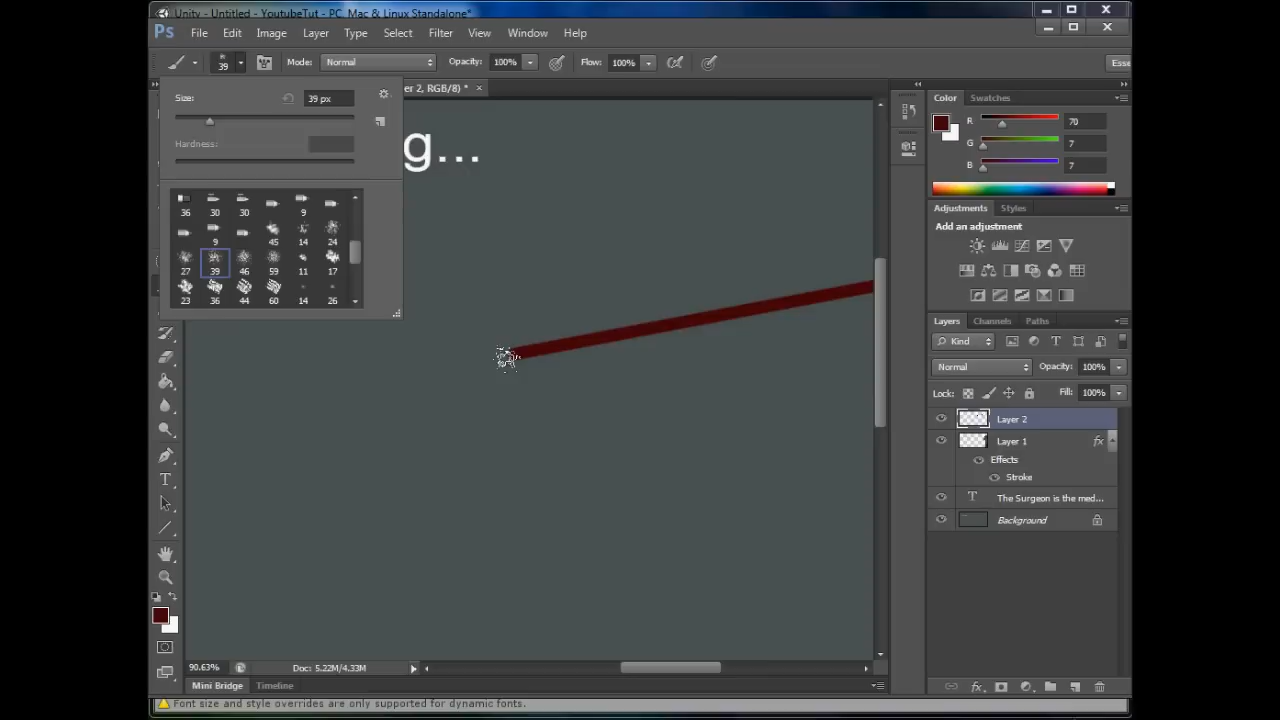 Unity - Untitled - YoutubeTut - PC, Mac & Linux Standalone*
Ps File Edit Image Layer Type Select Filter View Window Help
39 Mode: Normal Opacity: 100% Flow: 100% Esse
er 2, RGB/8) * ×
Size: 39 px
Hardness:
36 30 30 9
9 45 14 24
27 39 46 59 11 17
23 36 44 60 14 26
g...
Color Swatches
R 70
G 7
B 7
Adjustments Styles
Add an adjustment
Layers Channels Paths
Kind
Normal Opacity: 100%
Lock: Fill: 100%
Layer 2
Layer 1 fx
Effects
Stroke
T The Surgeon is the med...
Background
90.63% Doc: 5.22M/4.33M
Mini Bridge Timeline
Font size and style overrides are only supported for dynamic fonts.